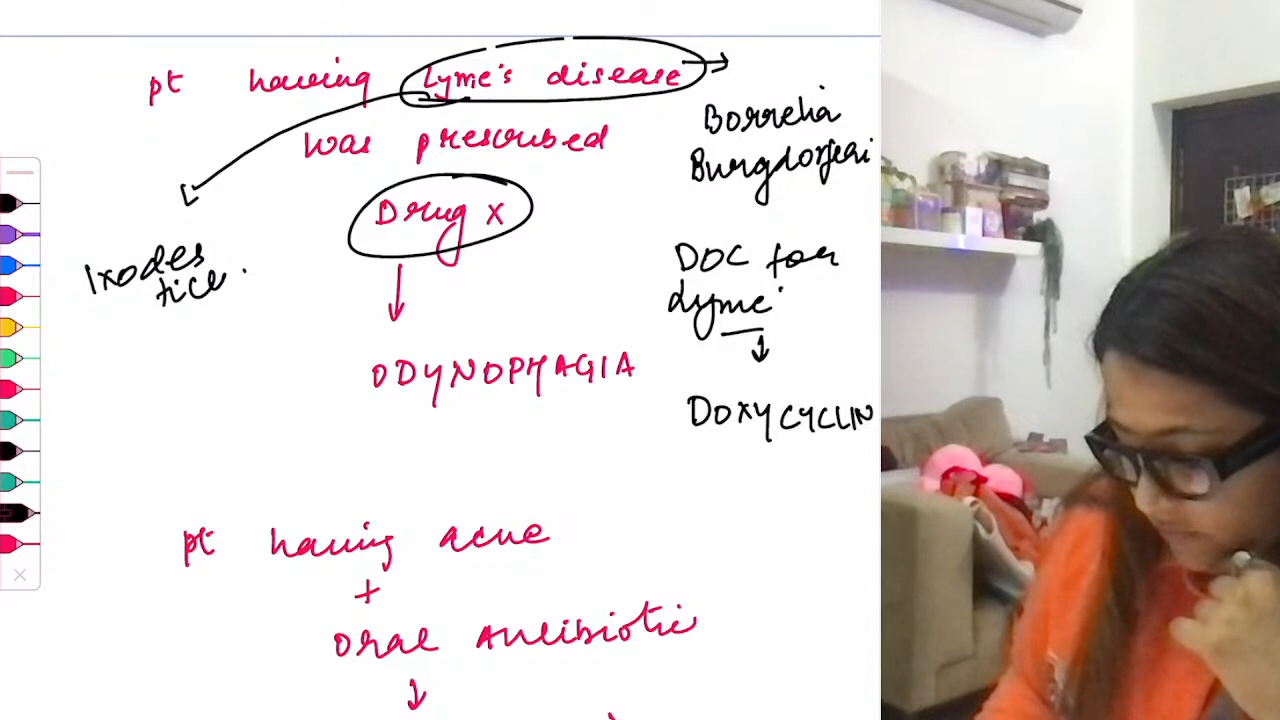 pt having Lyme's disease
was prescribed
Drug X
ODYNOPHAGIA
Ixodes
tice.
Borrelia
Burgdorferi
DOC for
Lyme
DOXYCYCLIN
pt having acne
+
Oral Antibiotic